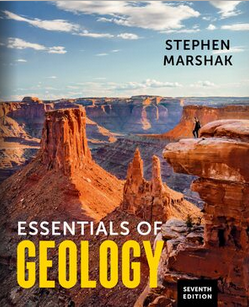 STEPHEN
MARSHAK
ESSENTIALS OF
GEOLOGY
SEVENTH
EDITION